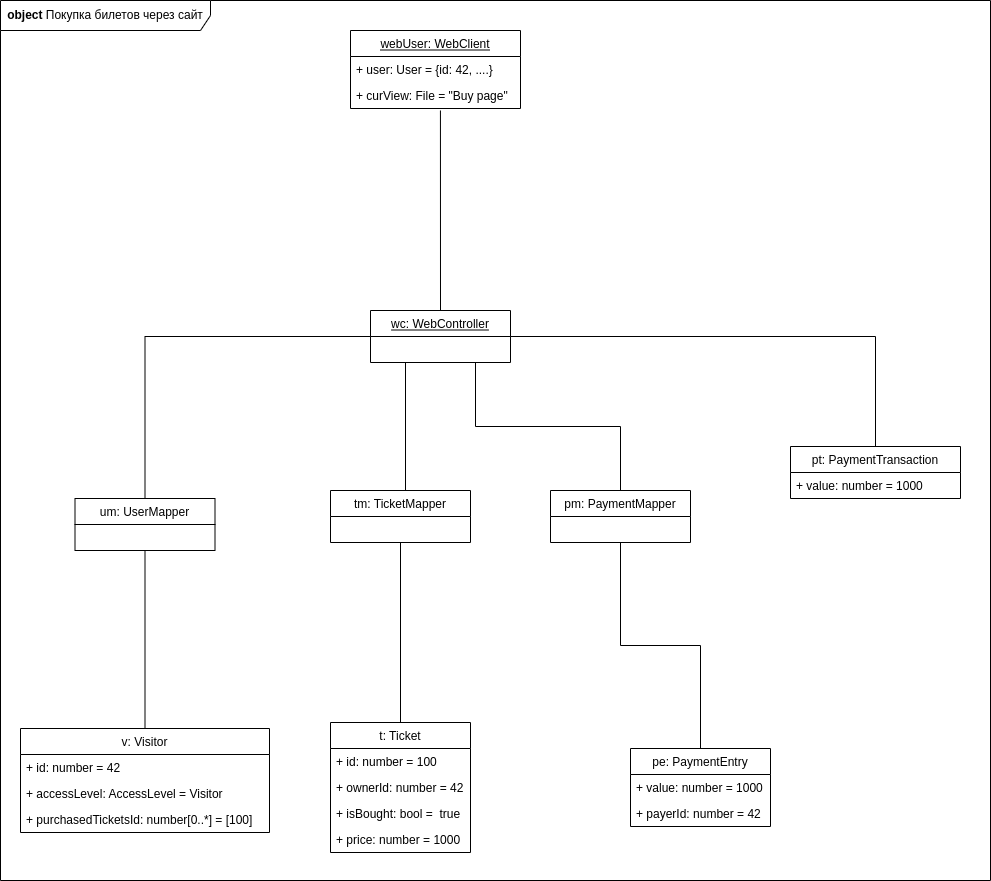 object Покупка билетов через сайт
webUser: WebClient
+ user: User = {id: 42, ....}
+ curView: File = "Buy page"
wc: WebController
pt: PaymentTransaction
+ value: number = 1000
um: UserMapper
tm: TicketMapper
pm: PaymentMapper
v: Visitor
+ id: number = 42
+ accessLevel: AccessLevel = Visitor
+ purchasedTicketsId: number[0..*] = [100]
t: Ticket
+ id: number = 100
+ ownerId: number = 42
+ isBought: bool =  true
+ price: number = 1000
pe: PaymentEntry
+ value: number = 1000
+ payerId: number = 42